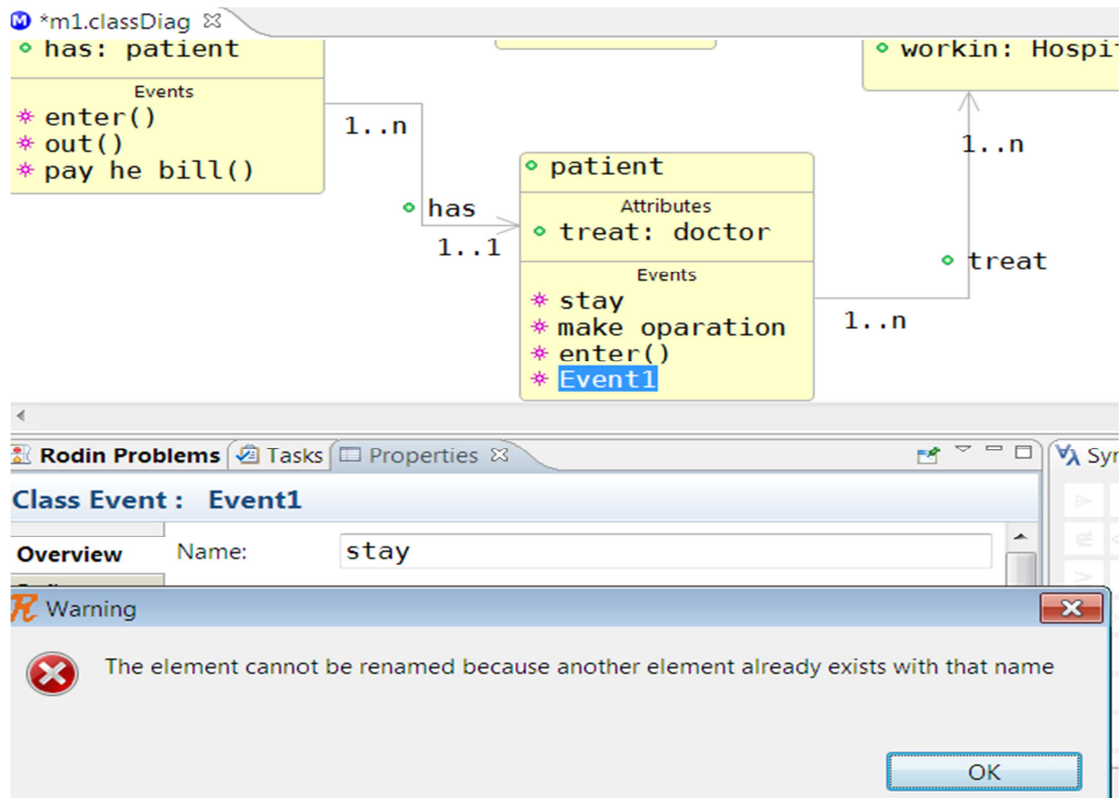 *m1.classDiag
has: patient
Events
enter()
out()
pay he bill()
1..n
has
1..1
patient
Attributes
treat: doctor
Events
stay
make oparation
enter()
Event1
workin: Hospit
1..n
treat
1..n
Rodin Problems Tasks Properties
Class Event : Event1
Overview Name: stay
Warning
The element cannot be renamed because another element already exists with that name
OK